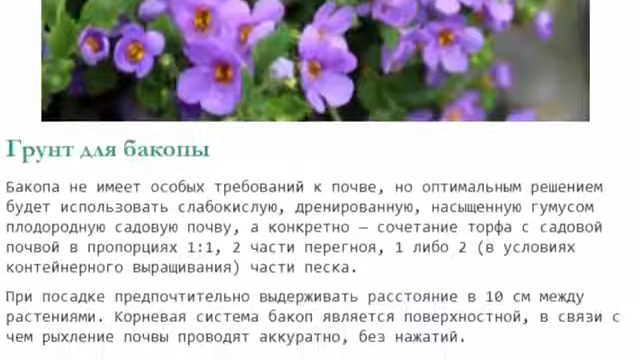 Грунт для бакопы
Бакопа не имеет особых требований к почве, но оптимальным решением
будет использовать слабокислую, дренированную, насыщенную гумусом
плодородную садовую почву, а конкретно — сочетание торфа с садовой
почвой в пропорциях 1:1, 2 части перегноя, 1 либо 2 (в условиях
контейнерного выращивания) части песка.
При посадке предпочтительно выдерживать расстояние в 10 см между
растениями. Корневая система бакоп является поверхностной, в связи с
чем рыхление почвы проводят аккуратно, без нажатий.